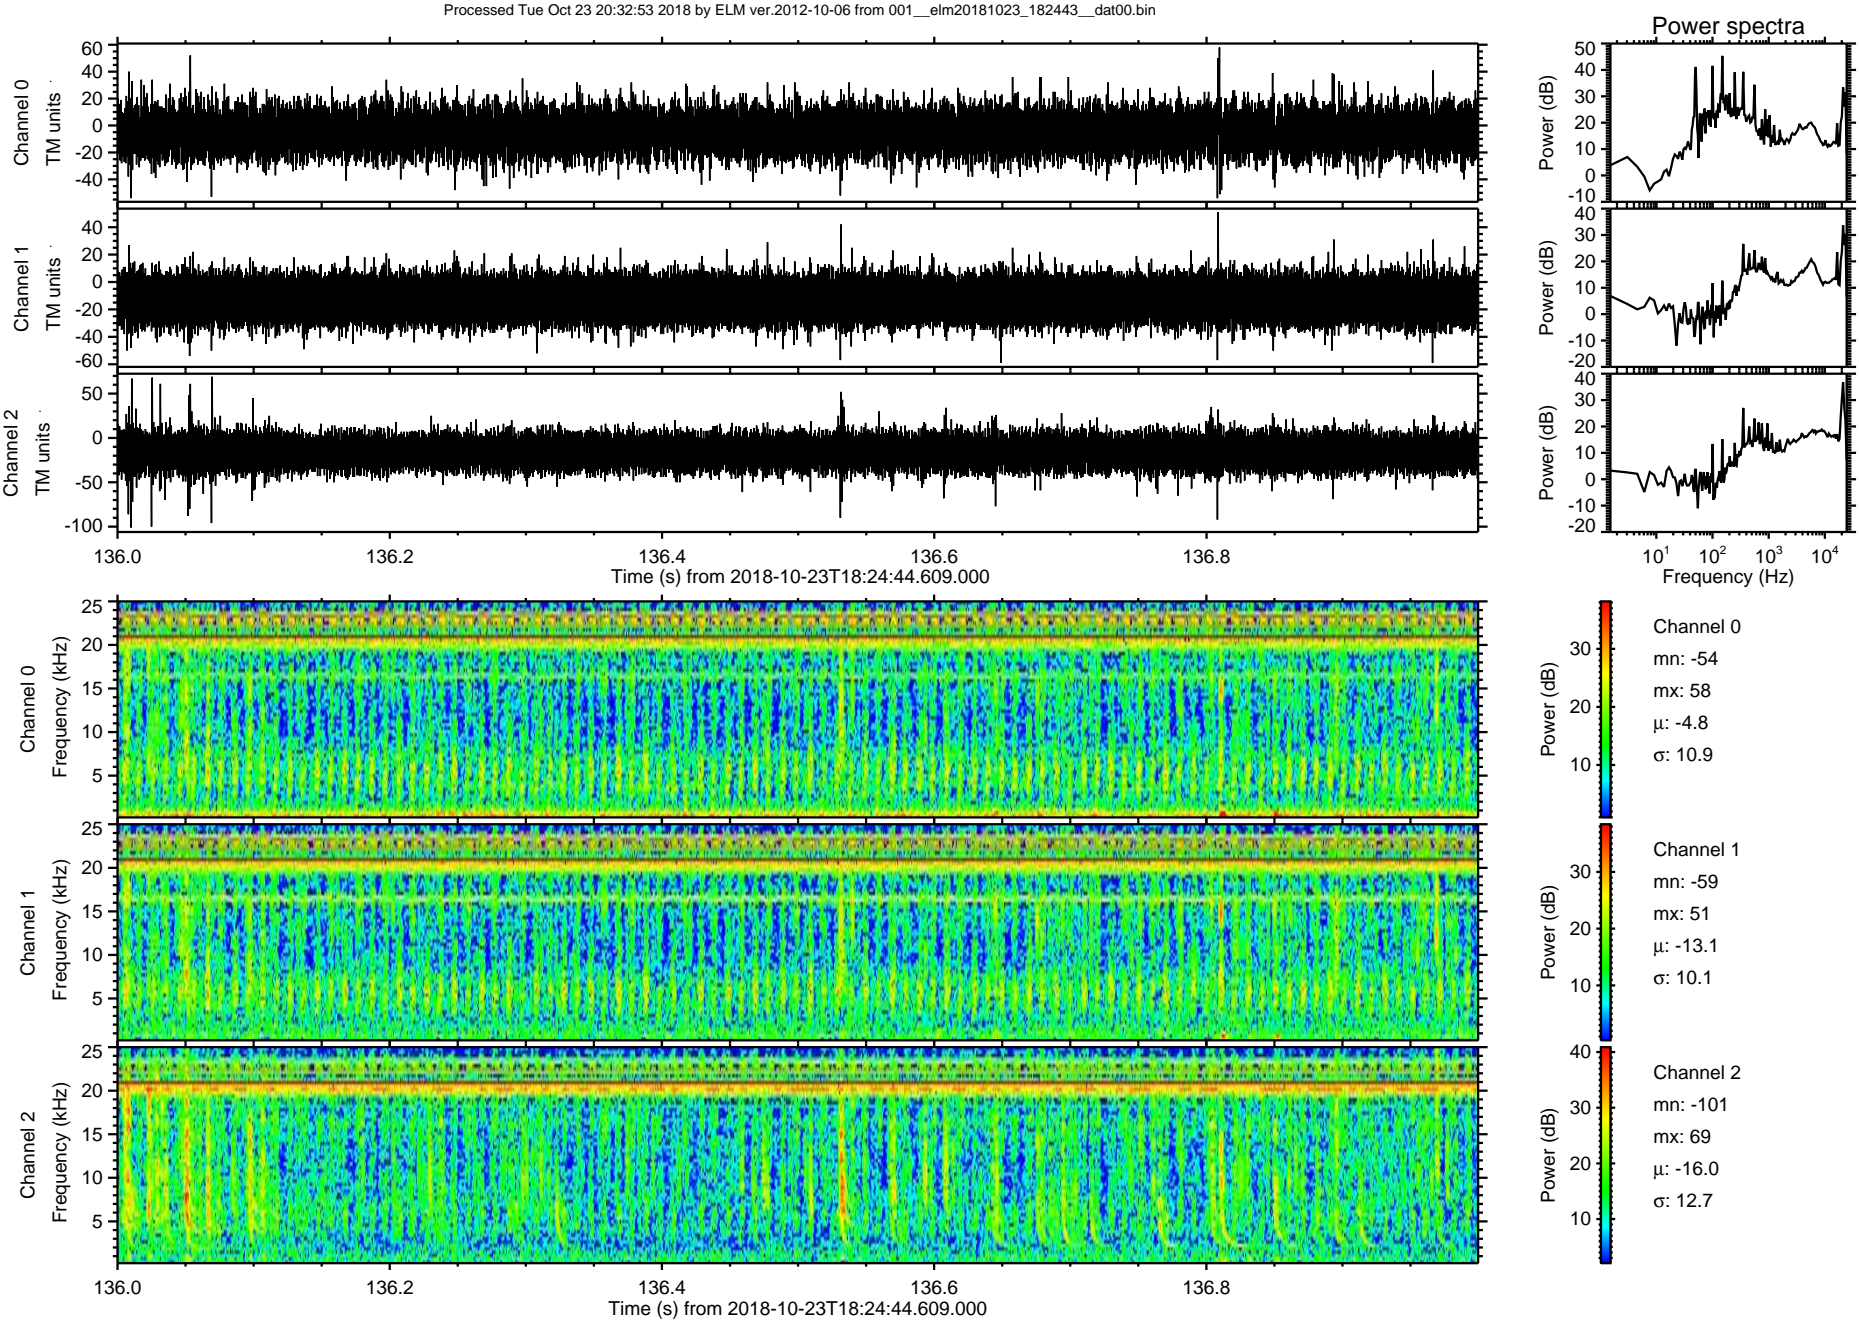 Processed Tue Oct 23 20:32:53 2018 by ELM ver.2012-10-06 from 001__elm20181023_182443__dat00.bin
Power spectra
Channel 0
TM units
60
40
20
0
-20
-40
Power (dB)
50
40
30
20
10
0
-10
Channel 1
TM units
40
20
0
-20
-40
-60
Power (dB)
40
30
20
10
0
-10
-20
Channel 2
TM units
50
0
-50
-100
Power (dB)
40
30
20
10
0
-10
-20
136.0 136.2 136.4 136.6 136.8
Time (s) from 2018-10-23T18:24:44.609.000
10¹ 10² 10³ 10⁴
Frequency (Hz)
Channel 0
Frequency (kHz)
25
20
15
10
5
Power (dB)
30
20
10
Channel 0
mn: -54
mx: 58
μ: -4.8
σ: 10.9
Channel 1
Frequency (kHz)
25
20
15
10
5
Power (dB)
30
20
10
Channel 1
mn: -59
mx: 51
μ: -13.1
σ: 10.1
Channel 2
Frequency (kHz)
25
20
15
10
5
Power (dB)
40
30
20
10
Channel 2
mn: -101
mx: 69
μ: -16.0
σ: 12.7
136.0 136.2 136.4 136.6 136.8
Time (s) from 2018-10-23T18:24:44.609.000